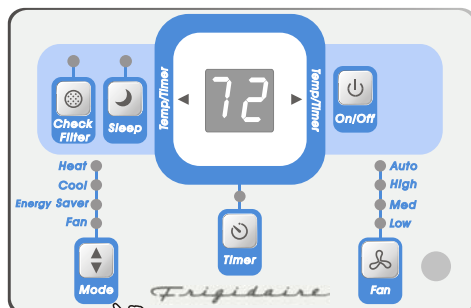 Temp/Timer
72
Temp/Timer
Check
Filter
Sleep
On/Off
Heat
Cool
Energy Saver
Fan
Auto
High
Med
Low
Mode
Timer
Fan
Frigidaire